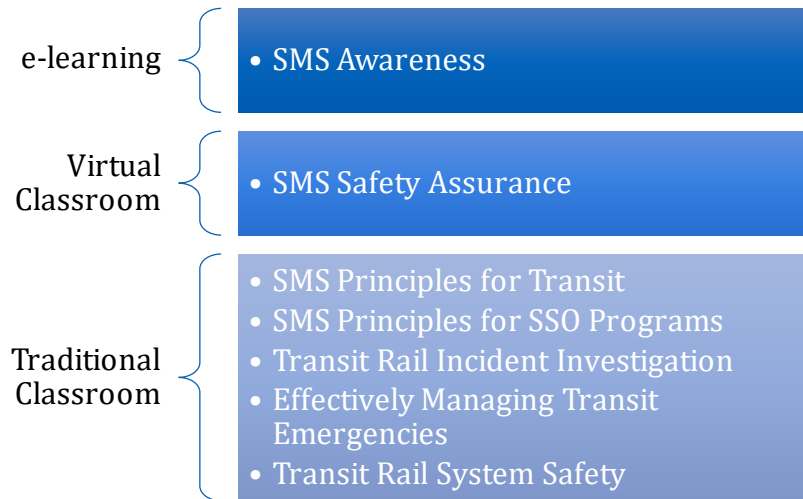 e-learning
• SMS Awareness
Virtual
Classroom
• SMS Safety Assurance
Traditional
Classroom
• SMS Principles for Transit
• SMS Principles for SSO Programs
• Transit Rail Incident Investigation
• Effectively Managing Transit
Emergencies
• Transit Rail System Safety